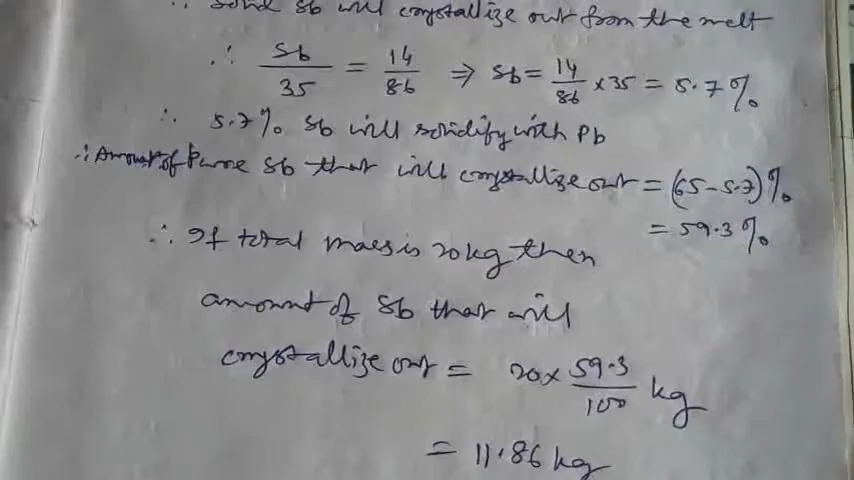 ∴ Solid Sb will crystallize out from the melt
∴ Sb/35 = 14/86 ⇒ Sb = 14/86 × 35 = 5.7%
∴ 5.7% Sb will solidify with Pb
∴ Amount of pure Sb that will crystallize out = (65 - 5.7)%
= 59.3%
∴ If total mass is 20 kg then
amount of Sb that will
crystallize out = 20 × 59.3/100 kg
= 11.86 kg